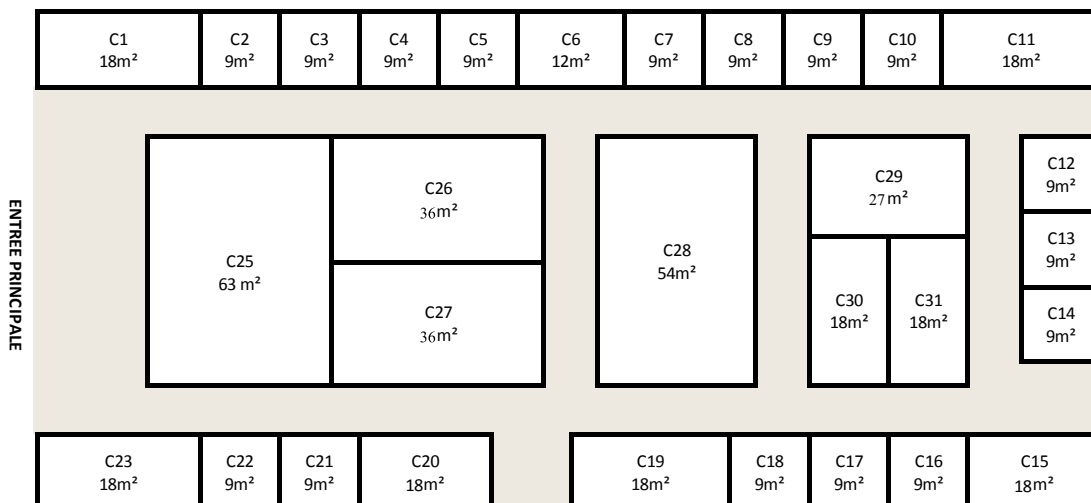 C1
18m²
C2
9m²
C3
9m²
C4
9m²
C5
9m²
C6
12m²
C7
9m²
C8
9m²
C9
9m²
C10
9m²
C11
18m²
ENTREE PRINCIPALE
C25
63 m²
C26
36m²
C27
36m²
C28
54m²
C29
27m²
C30
18m²
C31
18m²
C12
9m²
C13
9m²
C14
9m²
C23
18m²
C22
9m²
C21
9m²
C20
18m²
C19
18m²
C18
9m²
C17
9m²
C16
9m²
C15
18m²